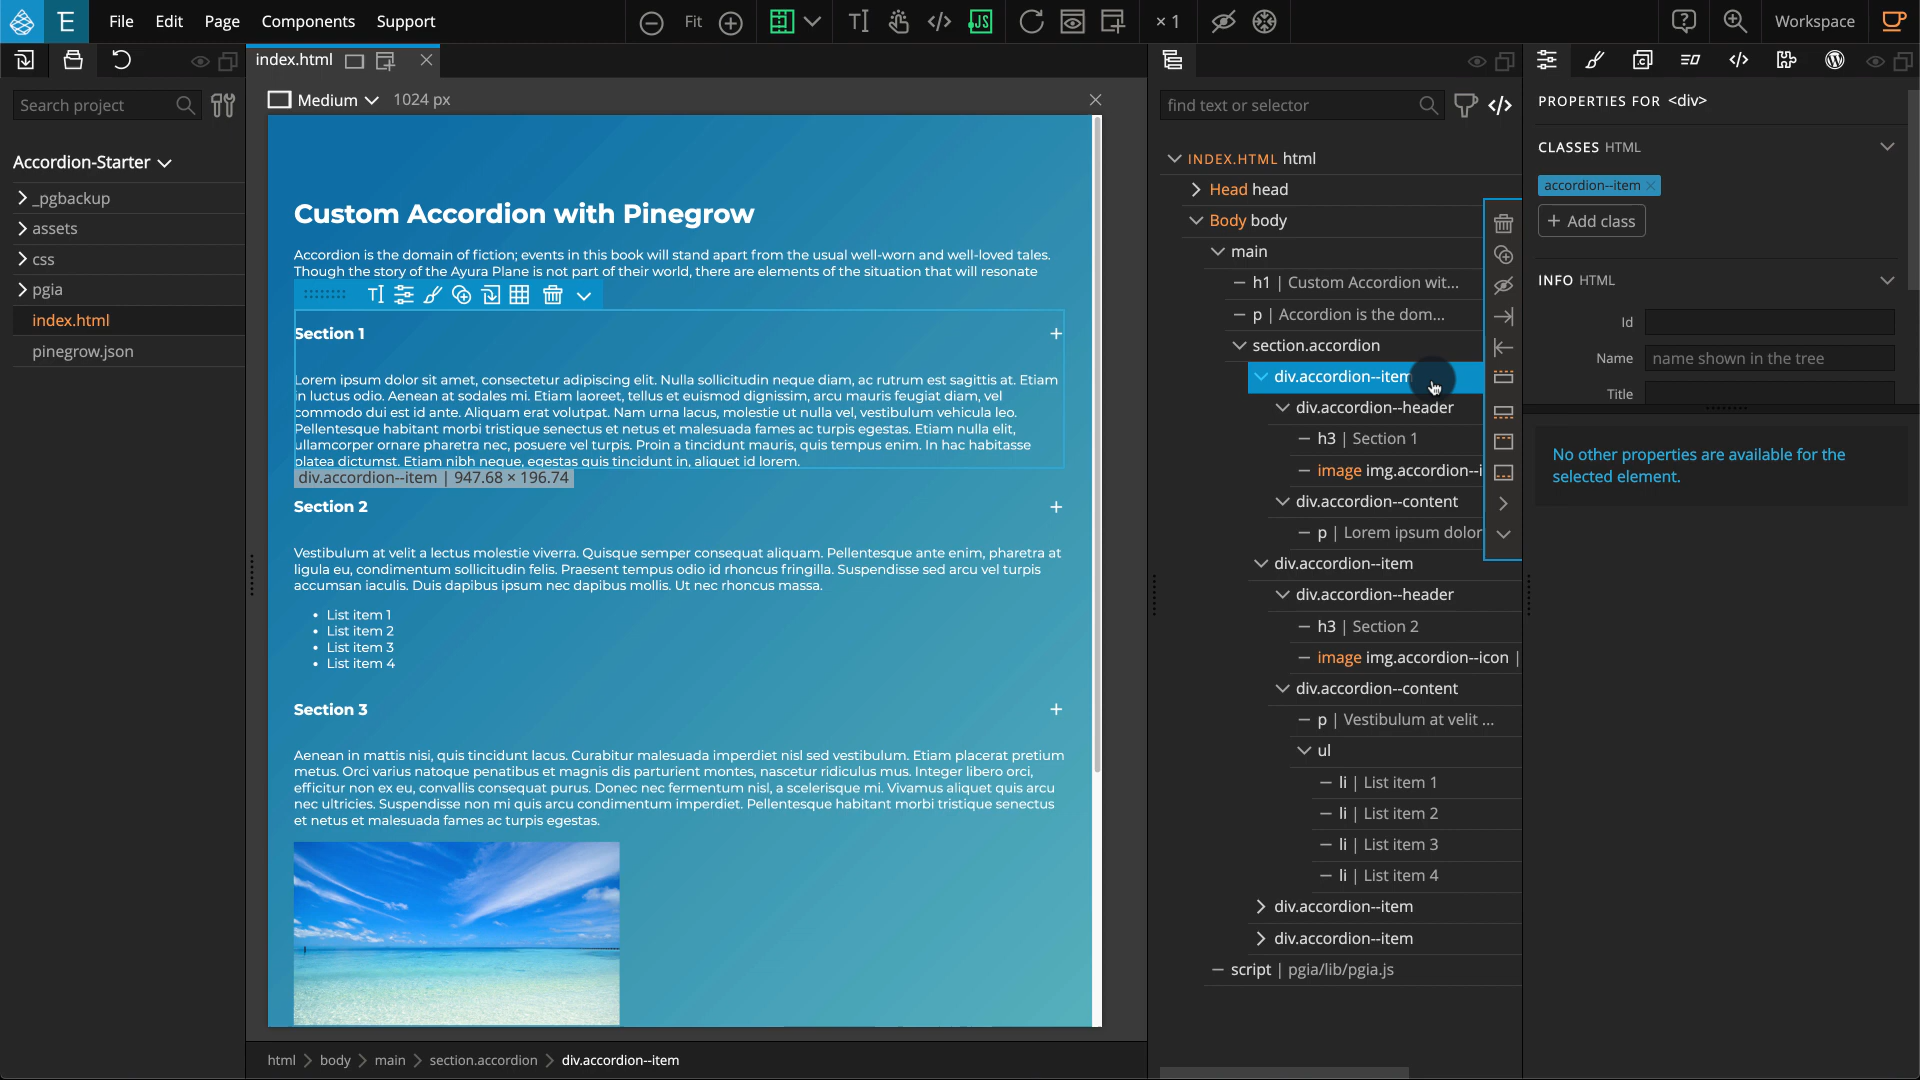 E File Edit Page Components Support Fit JS × 1 Workspace
index.html
Search project
Medium 1024 px
Accordion-Starter
_pgbackup
assets
css
pgia
index.html
pinegrow.json
Custom Accordion with Pinegrow
Accordion is the domain of fiction; events in this book will stand apart from the usual well-worn and well-loved tales.
Though the story of the Ayura Plane is not part of their world, there are elements of the situation that will resonate
Section 1
Lorem ipsum dolor sit amet, consectetur adipiscing elit. Nulla sollicitudin neque diam, ac rutrum est sagittis at. Etiam
in luctus odio. Aenean at sodales mi. Etiam laoreet, tellus et euismod dignissim, arcu mauris feugiat diam, vel
commodo dui est id ante. Aliquam erat volutpat. Nam urna lacus, molestie ut nulla vel, vestibulum vehicula leo.
Pellentesque habitant morbi tristique senectus et netus et malesuada fames ac turpis egestas. Etiam nulla elit,
ullamcorper ornare pharetra nec, posuere vel turpis. Proin a tincidunt mauris, quis tempus enim. In hac habitasse
platea dictumst. Etiam nibh neque, egestas quis tincidunt in, aliquet id lorem.
div.accordion--item | 947.68 × 196.74
Section 2
Vestibulum at velit a lectus molestie viverra. Quisque semper consequat aliquam. Pellentesque ante enim, pharetra at
ligula eu, condimentum sollicitudin felis. Praesent tempus odio id rhoncus fringilla. Suspendisse sed arcu vel turpis
accumsan iaculis. Duis dapibus ipsum nec dapibus mollis. Ut nec rhoncus massa.
• List item 1
• List item 2
• List item 3
• List item 4
Section 3
Aenean in mattis nisi, quis tincidunt lacus. Curabitur malesuada imperdiet nisl sed vestibulum. Etiam placerat pretium
metus. Orci varius natoque penatibus et magnis dis parturient montes, nascetur ridiculus mus. Integer libero orci,
efficitur non ex eu, convallis consequat purus. Donec nec fermentum nisl, a scelerisque mi. Vivamus aliquet quis arcu
nec ultricies. Suspendisse non mi quis arcu condimentum imperdiet. Pellentesque habitant morbi tristique senectus
et netus et malesuada fames ac turpis egestas.
html body main section.accordion div.accordion--item
find text or selector
INDEX.HTML html
Head head
Body body
main
h1 | Custom Accordion wit...
p | Accordion is the dom...
section.accordion
div.accordion--item
div.accordion--header
h3 | Section 1
image img.accordion--i
div.accordion--content
p | Lorem ipsum dolor
div.accordion--item
div.accordion--header
h3 | Section 2
image img.accordion--icon |
div.accordion--content
p | Vestibulum at velit ...
ul
li | List item 1
li | List item 2
li | List item 3
li | List item 4
div.accordion--item
div.accordion--item
script | pgia/lib/pgia.js
PROPERTIES FOR <div>
CLASSES HTML
accordion--item ×
+ Add class
INFO HTML
Id
Name name shown in the tree
Title
No other properties are available for the
selected element.